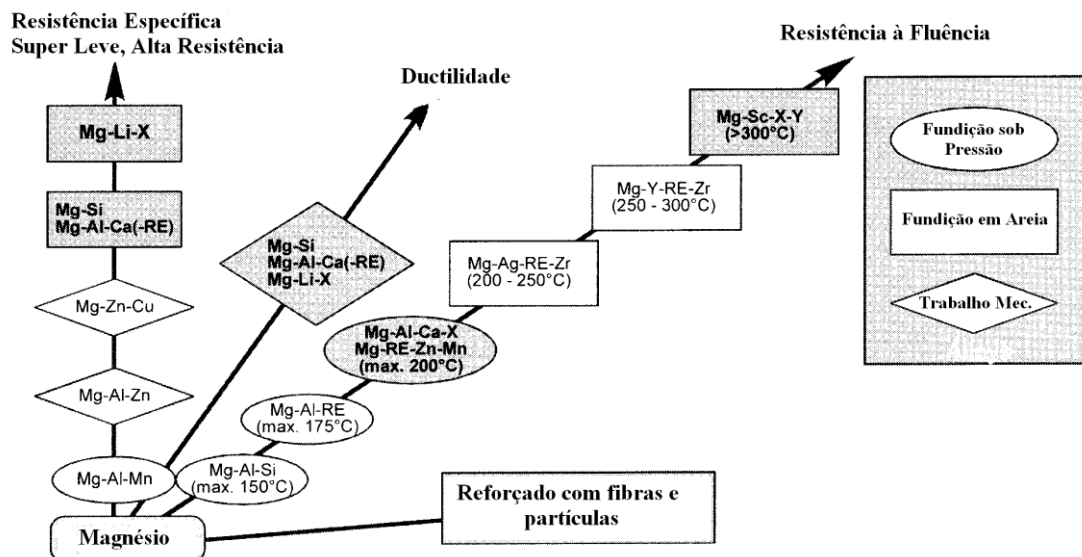 Resistência Específica
Super Leve, Alta Resistência
Mg-Li-X
Mg-Si
Mg-Al-Ca(-RE)
Mg-Zn-Cu
Mg-Al-Zn
Mg-Al-Mn
Magnésio
Ductilidade
Mg-Si
Mg-Al-Ca(-RE)
Mg-Li-X
Resistência à Fluência
Mg-Sc-X-Y
(>300°C)
Mg-Y-RE-Zr
(250 - 300°C)
Mg-Ag-RE-Zr
(200 - 250°C)
Mg-Al-Ca-X
Mg-RE-Zn-Mn
(max. 200°C)
Mg-Al-RE
(max. 175°C)
Mg-Al-Si
(max. 150°C)
Reforçado com fibras e
partículas
Fundição sob
Pressão
Fundição em Areia
Trabalho Mec.